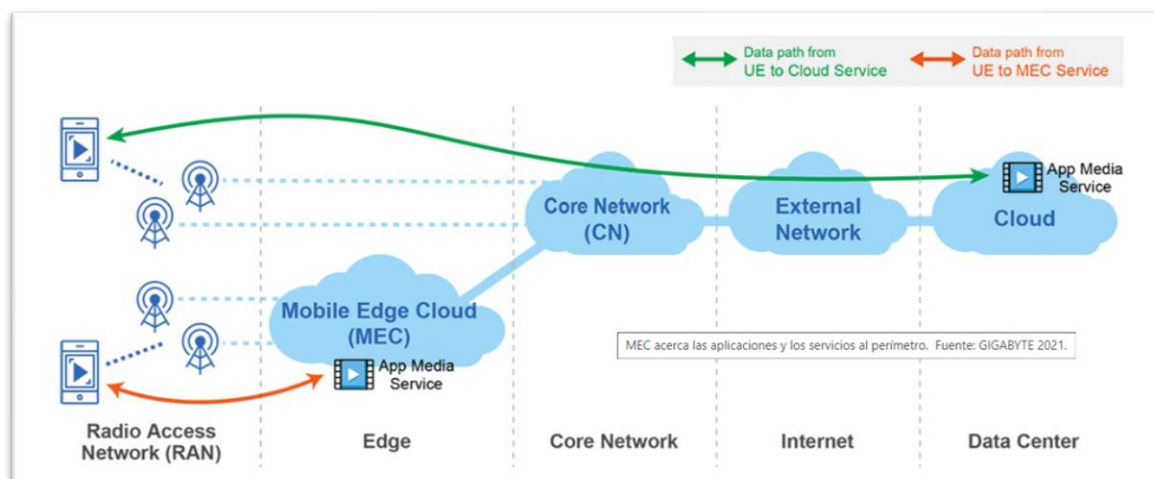 Data path from
UE to Cloud Service
Data path from
UE to MEC Service
App Media
Service
Core Network
(CN)
External
Network
Cloud
Mobile Edge Cloud
(MEC)
MEC acerca las aplicaciones y los servicios al perímetro. Fuente: GIGABYTE 2021.
App Media
Service
Radio Access
Network (RAN)
Edge
Core Network
Internet
Data Center